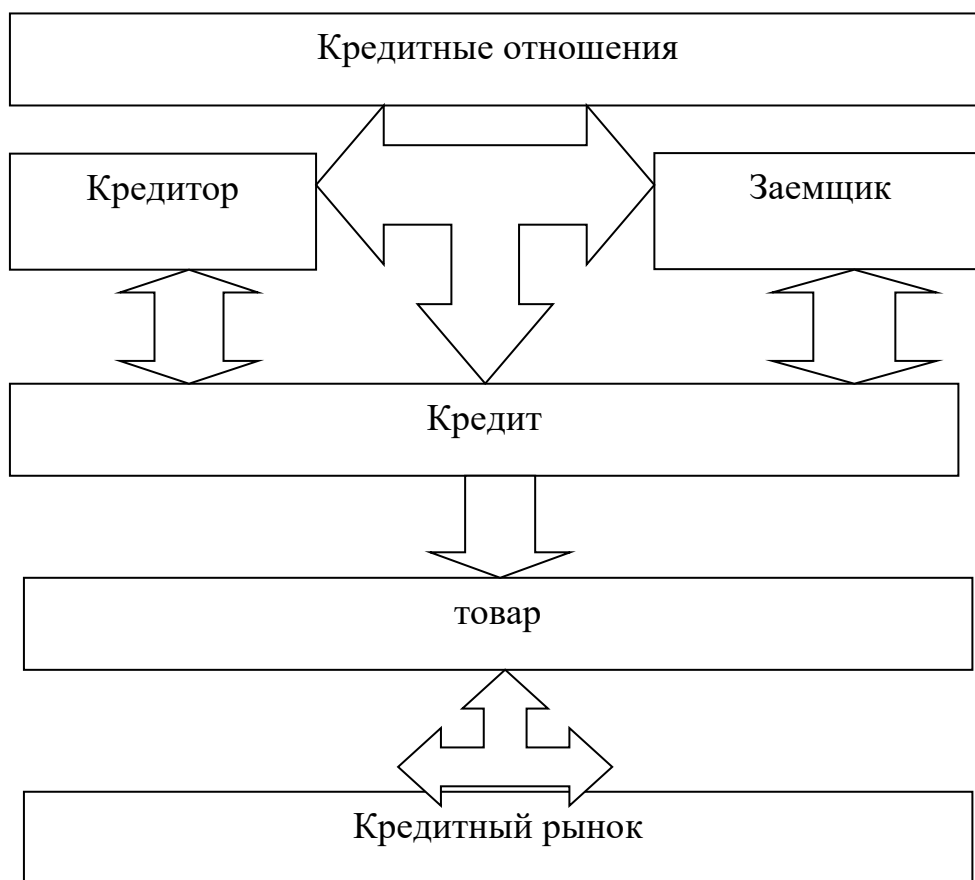 Кредитные отношения
Кредитор
Заемщик
Кредит
товар
Кредитный рынок